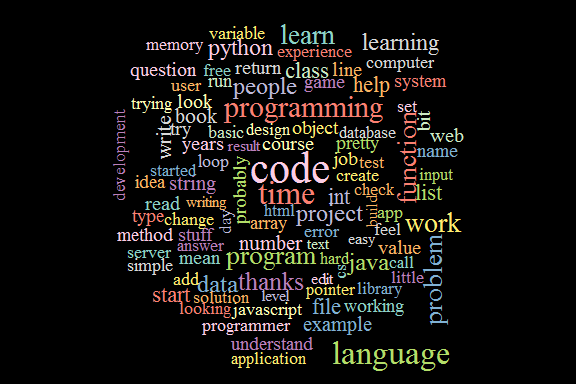 variable
learn
memory
python
experience
learning
question
free
return
class
line
computer
user
run
people
game
help
system
trying
look
book
programming
set
bit
write
try
basic
design
object
database
web
development
years
result
course
pretty
function
name
loop
code
job
test
started
probably
create
input
idea
string
time
int
check
list
read
writing
day
html
project
build
app
type
change
array
error
feel
work
method
stuff
answer
number
text
easy
value
server
simple
mean
program
hard
cs
java
call
problem
add
data
thanks
edit
pointer
library
little
start
solution
level
file
working
looking
javascript
programmer
example
understand
application
language